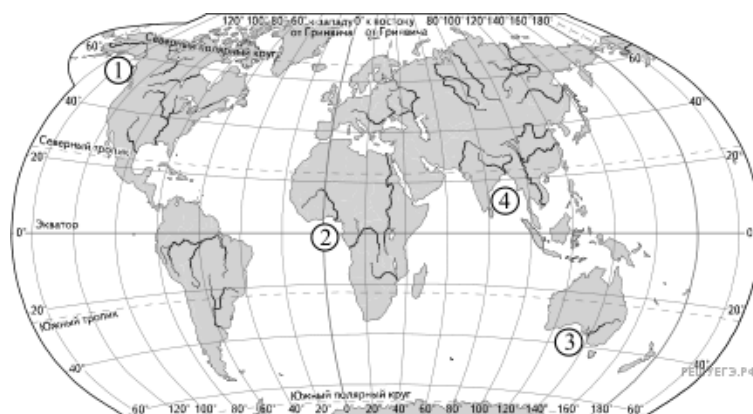 120° 100° 80° 60° к западу 0° к востоку 80° 100° 120° 140° 160° 180°
от Гринвича от Гринвича
Северный полярный круг
60° 60°
1
40° 40°
Северный тропик
20° 20°
4
Экватор
0° 2 0°
20° 20°
Южный тропик
3
40° 40°
РЕШУЕГЭ.РФ
Южный полярный круг
60° 120° 100° 80° 60° 40° 20° 0° 20° 40° 60° 80° 100° 120° 140° 160° 60°